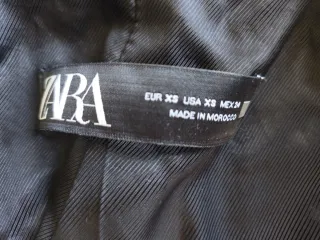 ZARA
EUR XS USA XS MEX 24
MADE IN MOROCCO